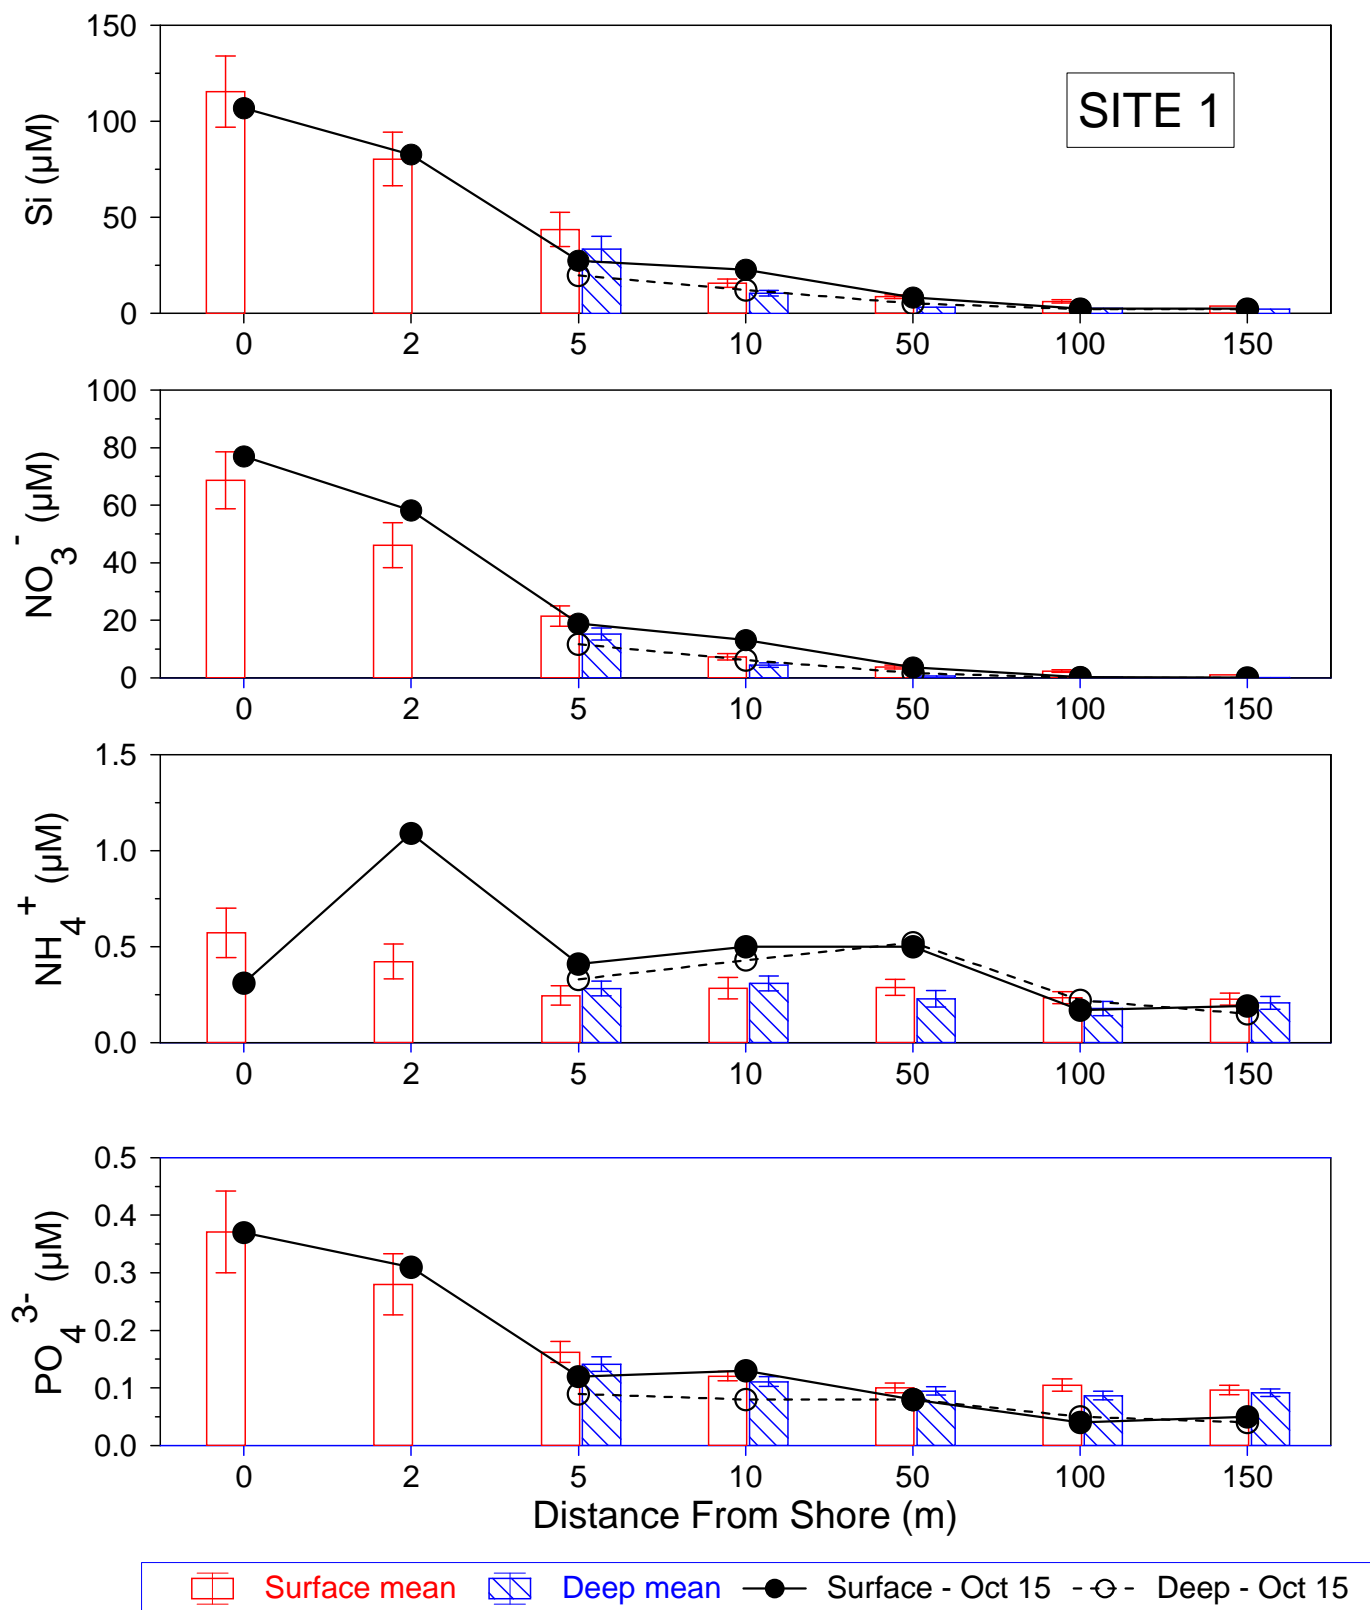 SITE 1
Si (µM)
150
100
50
0
0 2 5 10 50 100 150
NO3- (µM)
100
80
60
40
20
0
0 2 5 10 50 100 150
NH4+ (µM)
1.5
1.0
0.5
0.0
0 2 5 10 50 100 150
PO43- (µM)
0.5
0.4
0.3
0.2
0.1
0.0
0 2 5 10 50 100 150
Distance From Shore (m)
Surface mean Deep mean Surface - Oct 15 Deep - Oct 15